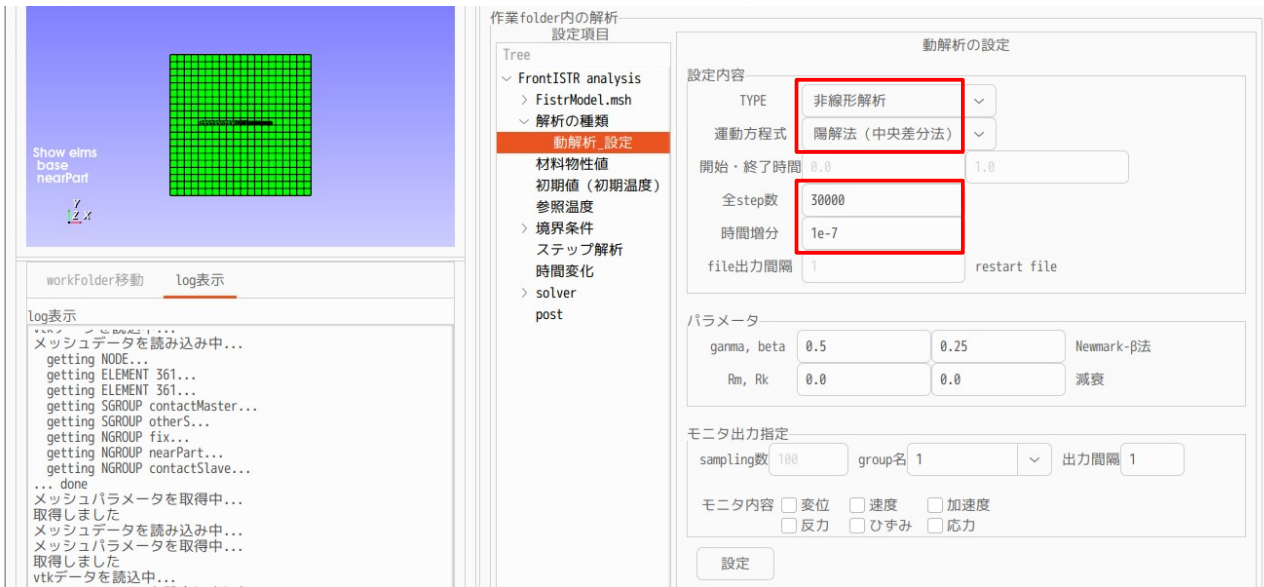 Show elms
base
nearPart
Y
Z X
workFolder移動
log表示
log表示
vtkデータを読込中...
メッシュデータを読み込み中...
getting NODE...
getting ELEMENT 361...
getting ELEMENT 361...
getting SGROUP contactMaster...
getting SGROUP otherS...
getting NGROUP fix...
getting NGROUP nearPart...
getting NGROUP contactSlave...
... done
メッシュパラメータを取得中...
取得しました
メッシュデータを読み込み中...
メッシュパラメータを取得中...
取得しました
vtkデータを読込中...
作業folder内の解析
設定項目
Tree
FrontISTR analysis
FistrModel.msh
解析の種類
動解析_設定
材料物性値
初期値（初期温度）
参照温度
境界条件
ステップ解析
時間変化
solver
post
動解析の設定
設定内容
TYPE 非線形解析
運動方程式 陽解法（中央差分法）
開始・終了時間 0.0 1.0
全step数 30000
時間増分 1e-7
file出力間隔 1 restart file
パラメータ
ganma, beta 0.5 0.25 Newmark-β法
Rm, Rk 0.0 0.0 減衰
モニタ出力指定
sampling数 100 group名 1 出力間隔 1
モニタ内容 変位 速度 加速度
反力 ひずみ 応力
設定